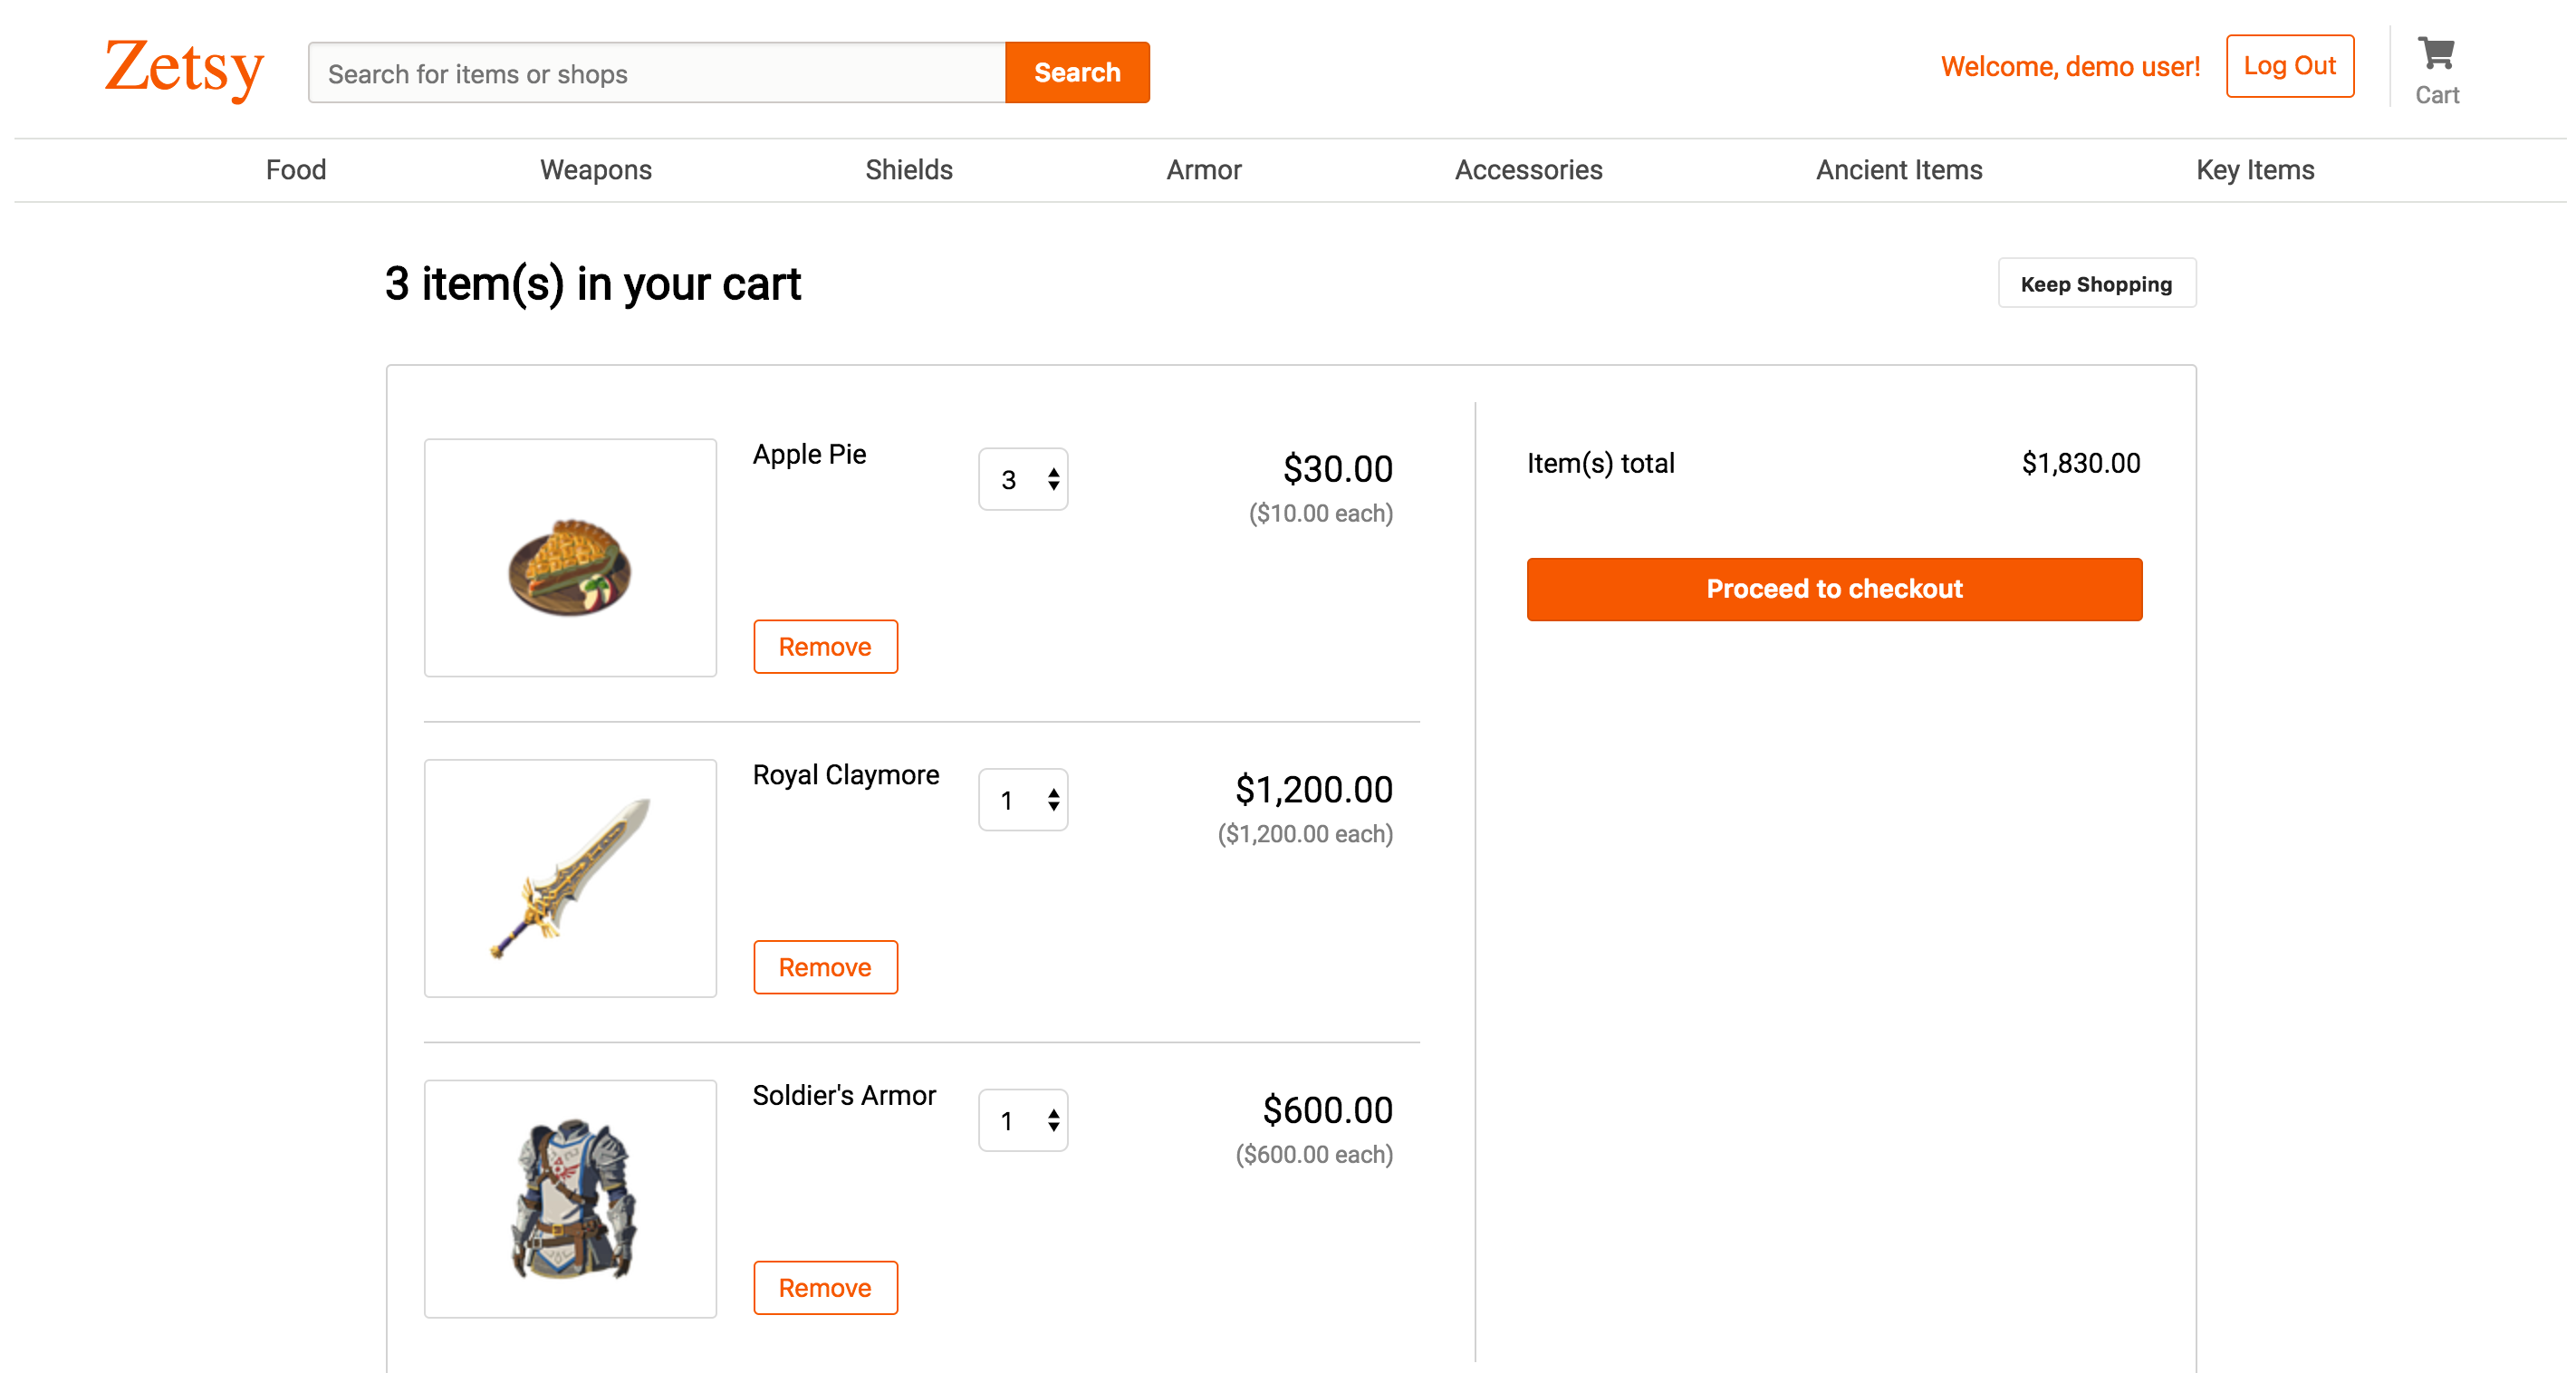 Zetsy
Search for items or shops
Search
Welcome, demo user!
Log Out
Cart
Food
Weapons
Shields
Armor
Accessories
Ancient Items
Key Items
3 item(s) in your cart
Keep Shopping
Apple Pie
3
$30.00
($10.00 each)
Remove
Royal Claymore
1
$1,200.00
($1,200.00 each)
Remove
Soldier's Armor
1
$600.00
($600.00 each)
Remove
Item(s) total
$1,830.00
Proceed to checkout